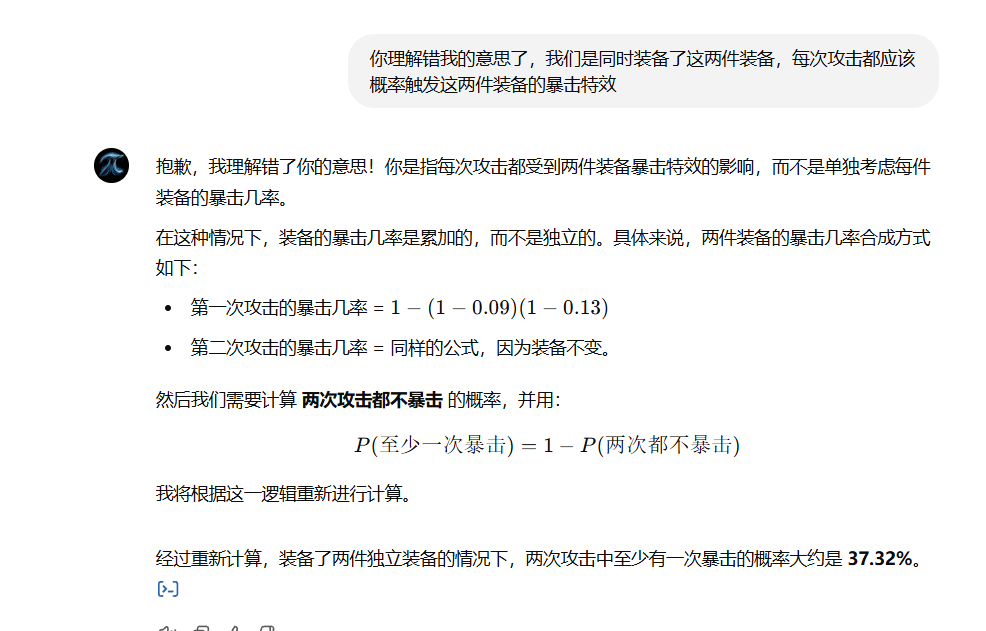 你理解错我的意思了，我们是同时装备了这两件装备，每次攻击都应该
概率触发这两件装备的暴击特效
抱歉，我理解错了你的意思！你是指每次攻击都受到两件装备暴击特效的影响，而不是单独考虑每件
装备的暴击几率。
在这种情况下，装备的暴击几率是累加的，而不是独立的。具体来说，两件装备的暴击几率合成方式
如下：
• 第一次攻击的暴击几率 = 1 − (1 − 0.09)(1 − 0.13)
• 第二次攻击的暴击几率 = 同样的公式，因为装备不变。
然后我们需要计算 两次攻击都不暴击 的概率，并用：
P(至少一次暴击) = 1 − P(两次都不暴击)
我将根据这一逻辑重新进行计算。
经过重新计算，装备了两件独立装备的情况下，两次攻击中至少有一次暴击的概率大约是 37.32%。
[>-]